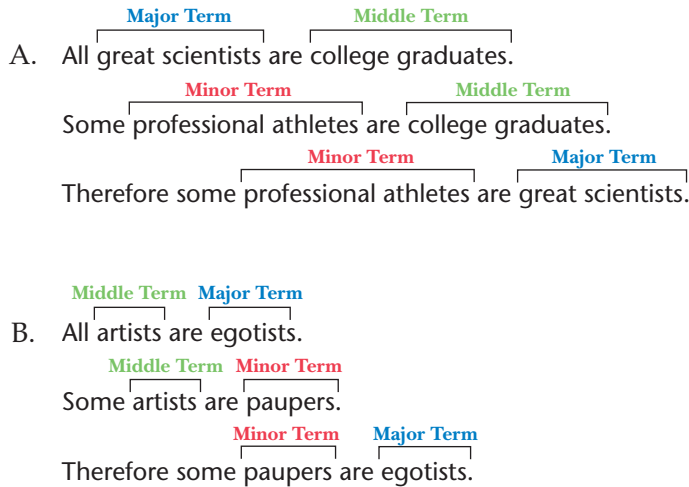 Major Term Middle Term
A. All great scientists are college graduates.
Minor Term Middle Term
Some professional athletes are college graduates.
Minor Term Major Term
Therefore some professional athletes are great scientists.
Middle Term Major Term
B. All artists are egotists.
Middle Term Minor Term
Some artists are paupers.
Minor Term Major Term
Therefore some paupers are egotists.